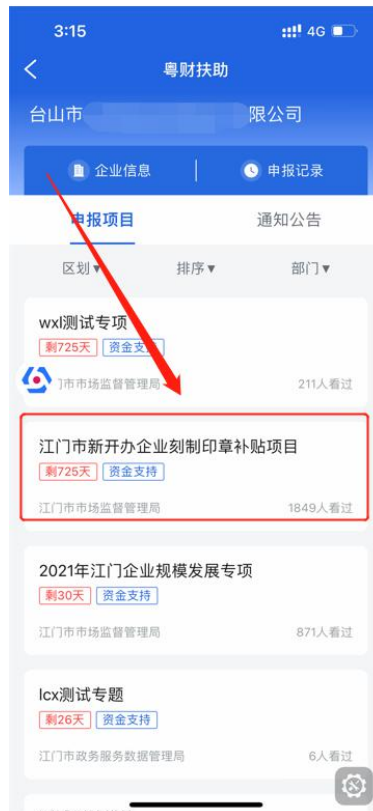 3:15 4G
粤财扶助
台山市 限公司
企业信息 申报记录
申报项目 通知公告
区划▼ 排序▼ 部门▼
wxl测试专项
剩725天 资金支持
门市市场监督管理局 211人看过
江门市新开办企业刻制印章补贴项目
剩725天 资金支持
江门市市场监督管理局 1849人看过
2021年江门企业规模发展专项
剩30天 资金支持
江门市市场监督管理局 871人看过
lcx测试专题
剩26天 资金支持
江门市政务服务数据管理局 6人看过